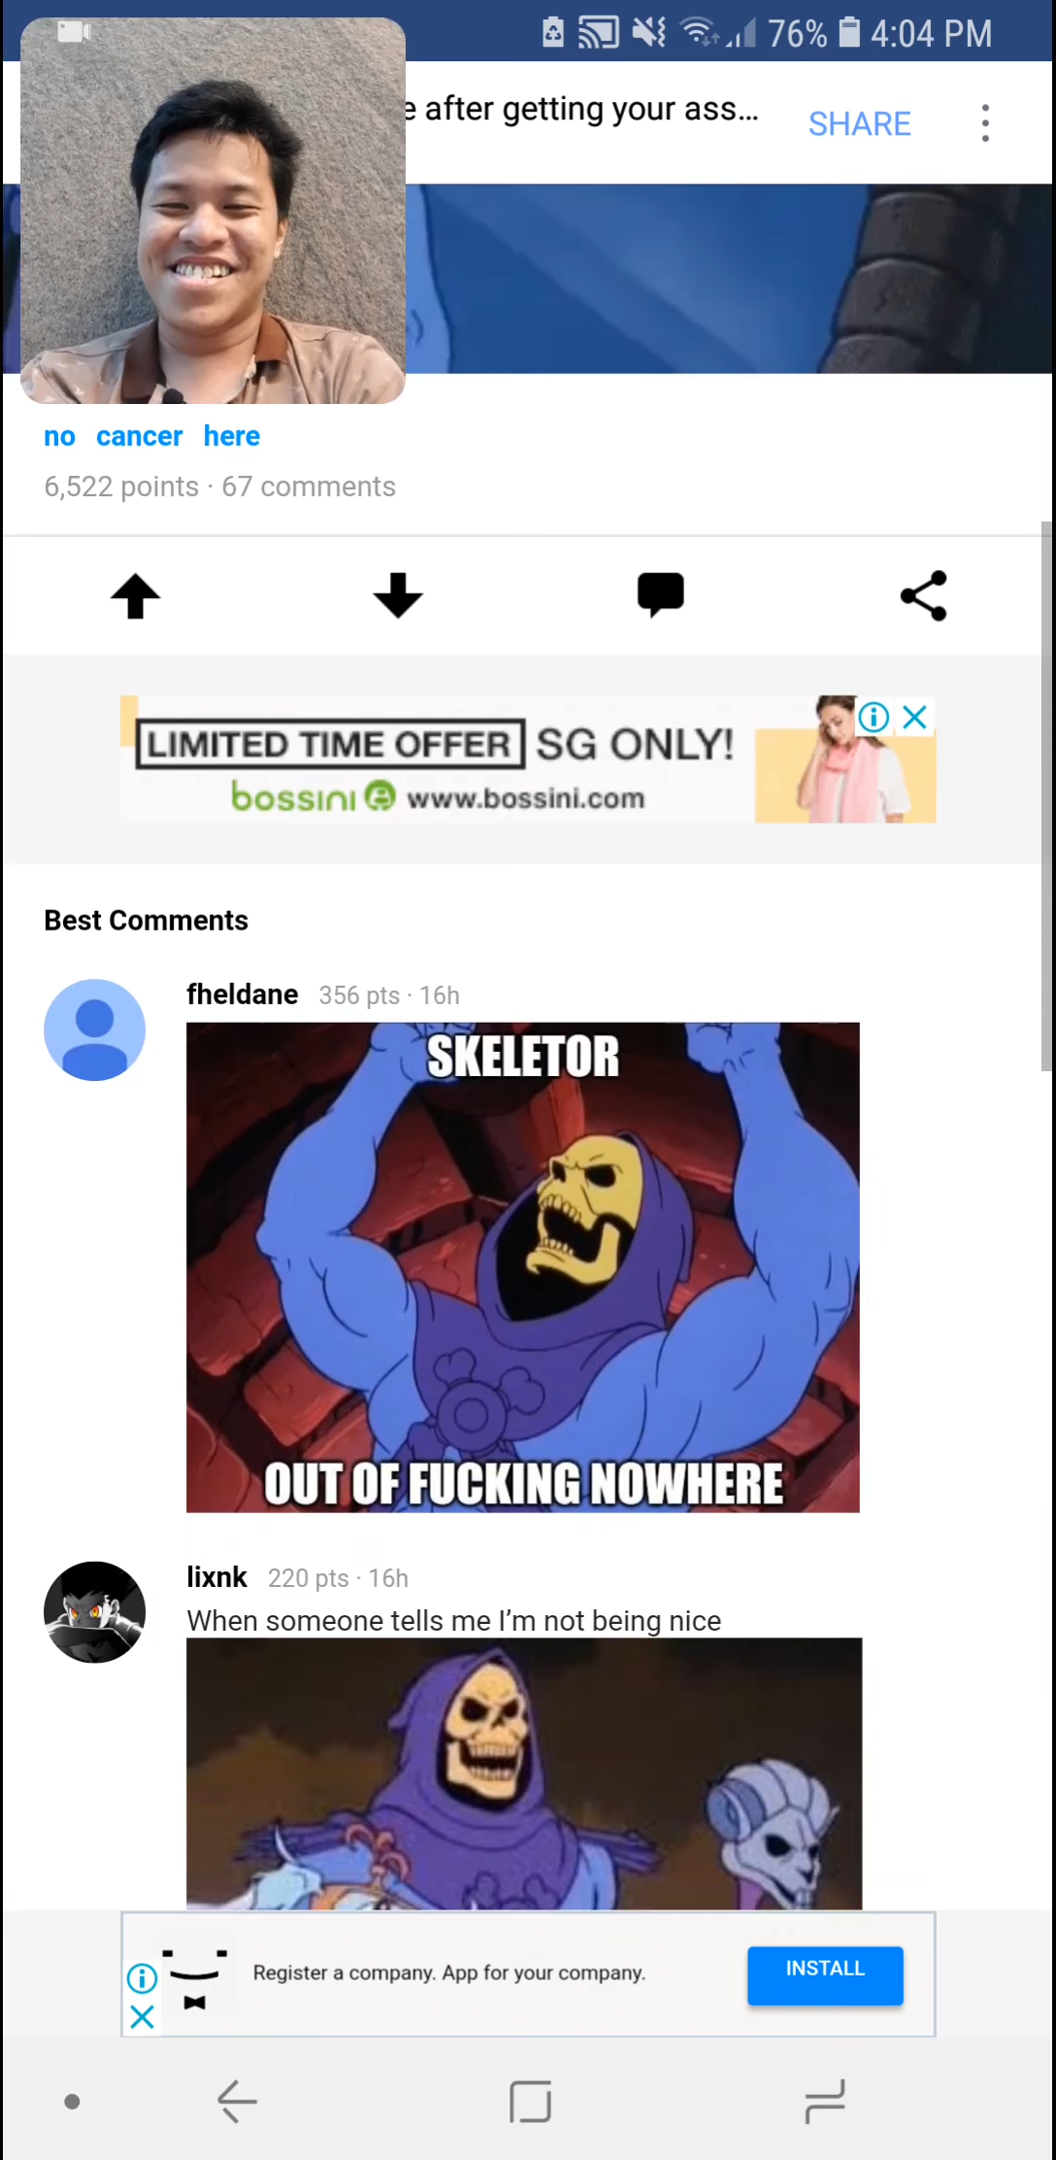 76% 4:04 PM
e after getting your ass...
SHARE
no cancer here
6,522 points · 67 comments
LIMITED TIME OFFER SG ONLY!
bossini www.bossini.com
Best Comments
fheldane 356 pts · 16h
SKELETOR
OUT OF FUCKING NOWHERE
lixnk 220 pts · 16h
When someone tells me I’m not being nice
Register a company. App for your company.
INSTALL